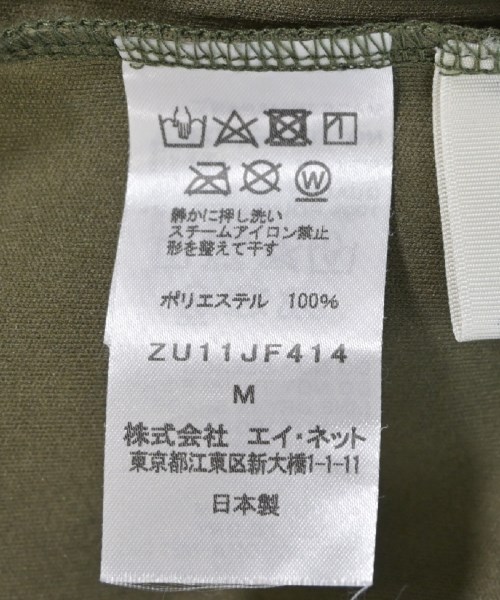 W
静かに押し洗い
スチームアイロン禁止
形を整えて干す
ポリエステル 100%
ZU11JF414
M
株式会社 エイ・ネット
東京都江東区新大橋1-1-11
日本製